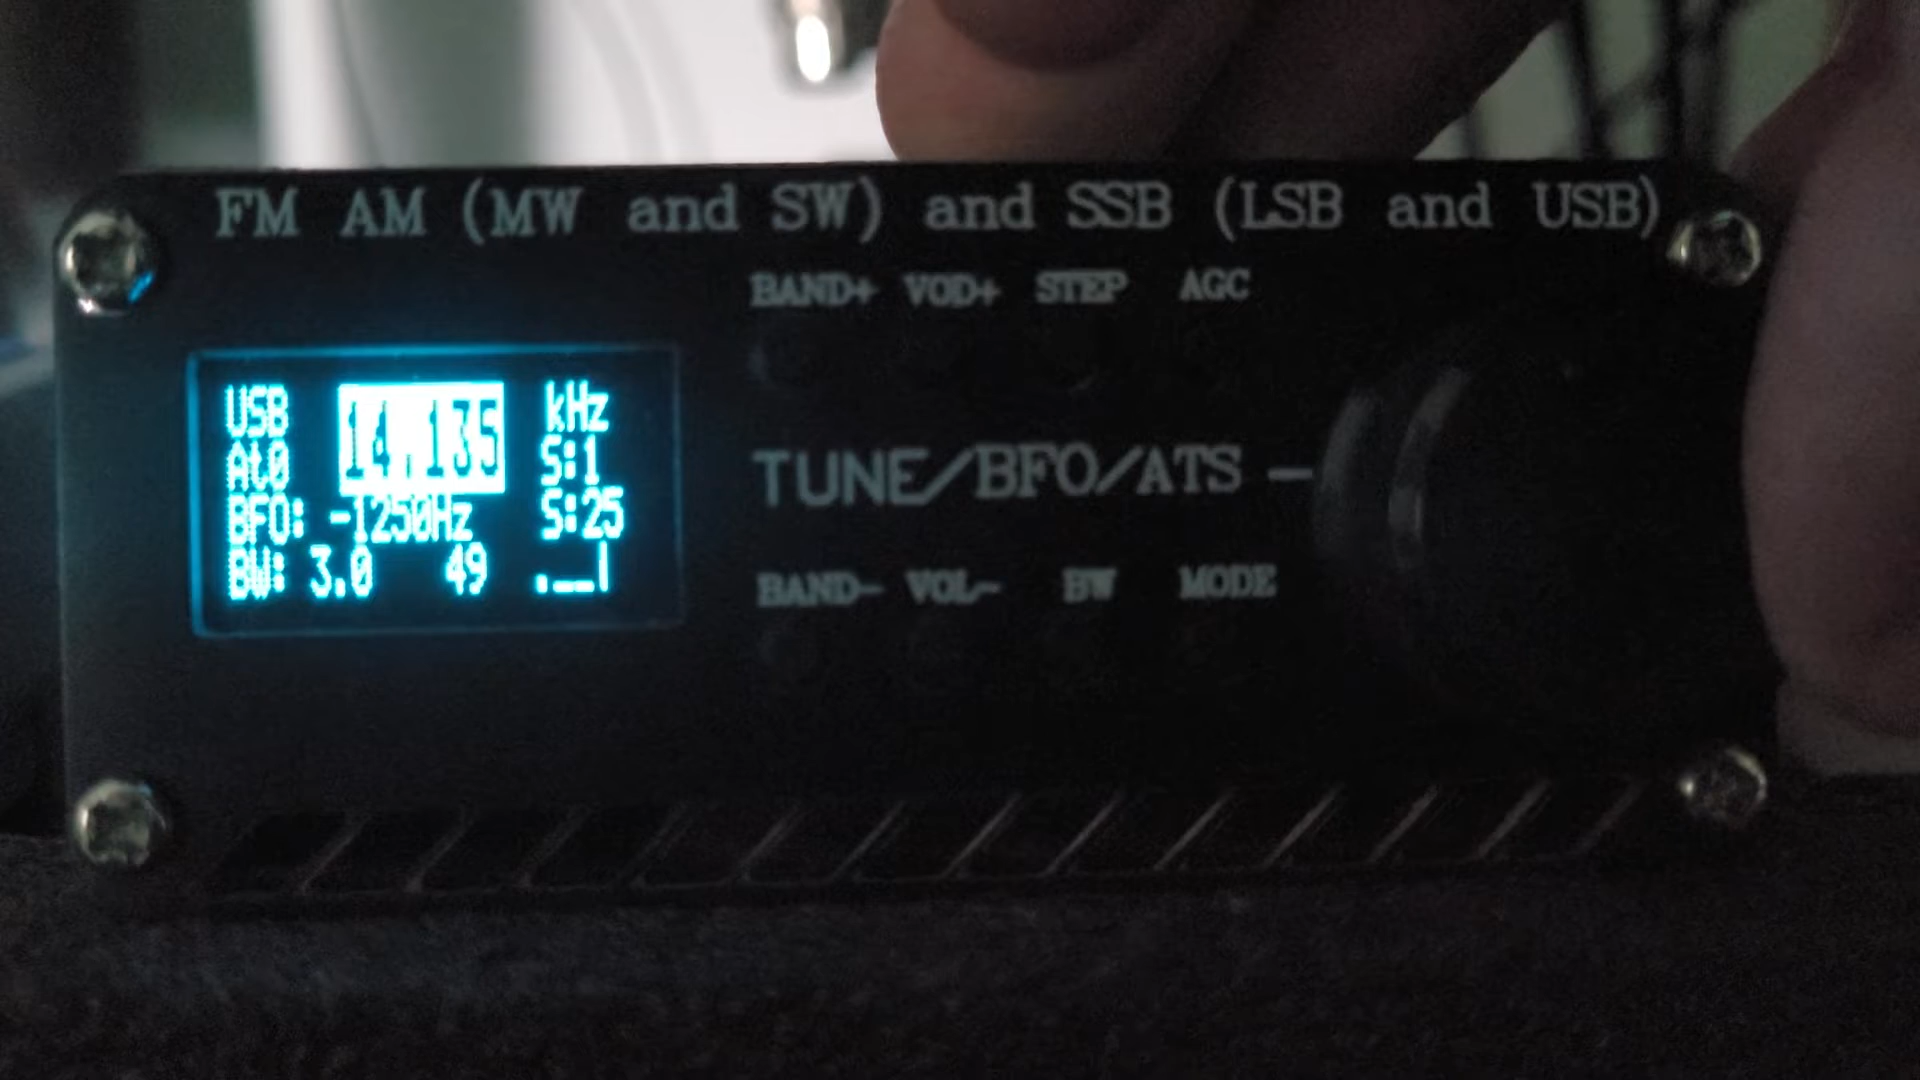 FM AM (MW and SW) and SSB (LSB and USB)
BAND+ VOD+ STEP AGC
USB 14.135 kHz
At0 S:1
BFO: -1250Hz S:25
BW: 3.0 49
TUNE/BFO/ATS —
BAND- VOL- BW MODE